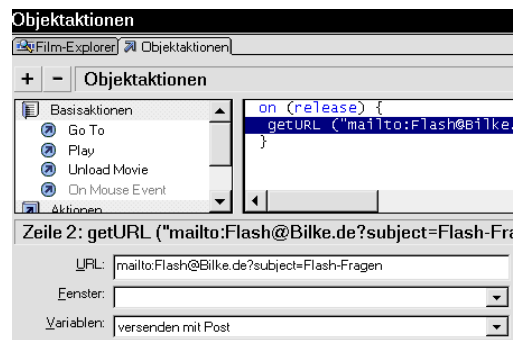 Objektaktionen
Film-Explorer Objektaktionen
+ - Objektaktionen
Basisaktionen
Go To
Play
Unload Movie
On Mouse Event
Aktionen
on (release) {
getURL ("mailto:Flash@Bilke.
}
Zeile 2: getURL ("mailto:Flash@Bilke.de?subject=Flash-Fra
URL: mailto:Flash@Bilke.de?subject=Flash-Fragen
Fenster:
Variablen: versenden mit Post